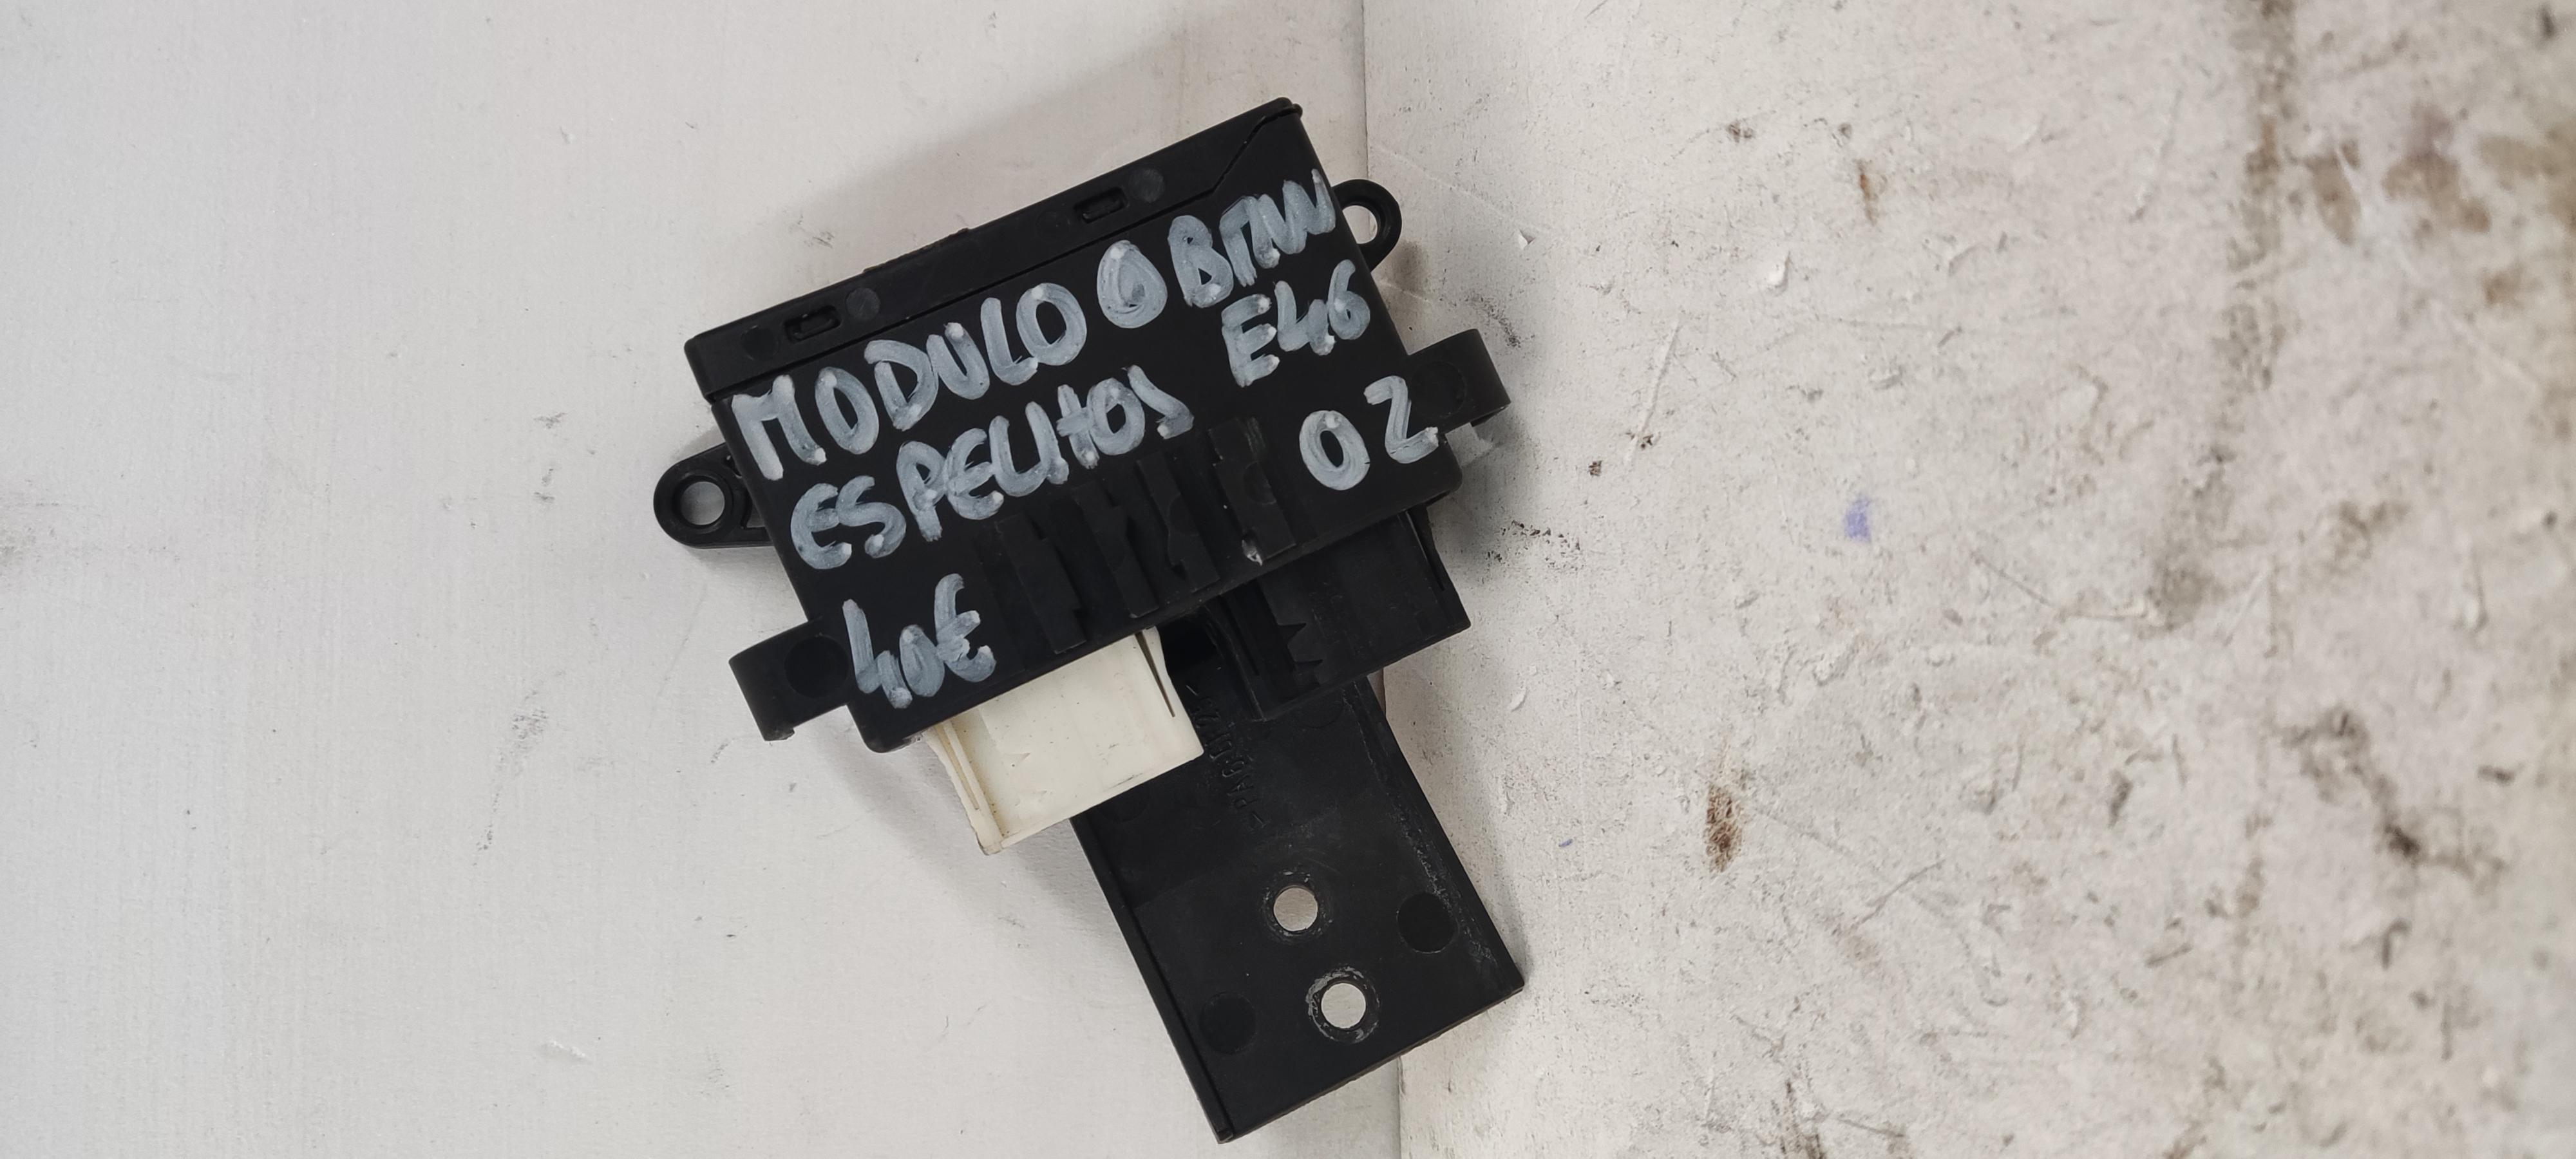 MODULO @ BMW
ESPELHOS E46
02
40€